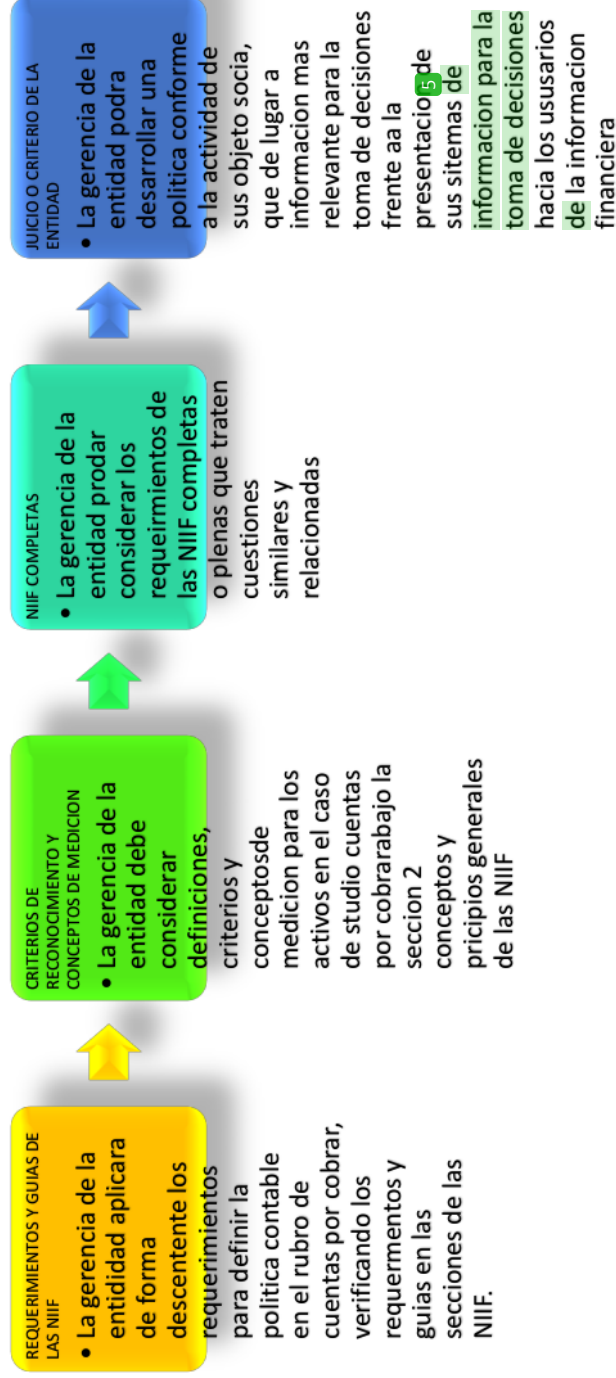 REQUERIMIENTOS Y GUIAS DE
LAS NIIF
• La gerencia de la
entididad aplicara
de forma
descentente los
requerimientos
para definir la
politica contable
en el rubro de
cuentas por cobrar,
verificando los
requermentos y
guias en las
secciones de las
NIIF.
CRITERIOS DE
RECONOCIMIENTO Y
CONCEPTOS DE MEDICION
• La gerencia de la
entidad debe
considerar
definiciones,
criterios y
conceptosde
medicion para los
activos en el caso
de studio cuentas
por cobrarabajo la
seccion 2
conceptos y
pricipios generales
de las NIIF
NIIF COMPLETAS
• La gerencia de la
entidad prodar
considerar los
requeirmientos de
las NIIF completas
o plenas que traten
cuestiones
similares y
relacionadas
JUICIO O CRITERIO DE LA
ENTIDAD
• La gerencia de la
entidad podra
desarrollar una
politica conforme
a la actividad de
sus objeto socia,
que de lugar a
informacion mas
relevante para la
toma de decisiones
frente aa la
presentacion de
5
sus sitemas de
informacion para la
toma de decisiones
hacia los ususarios
de la informacion
financiera